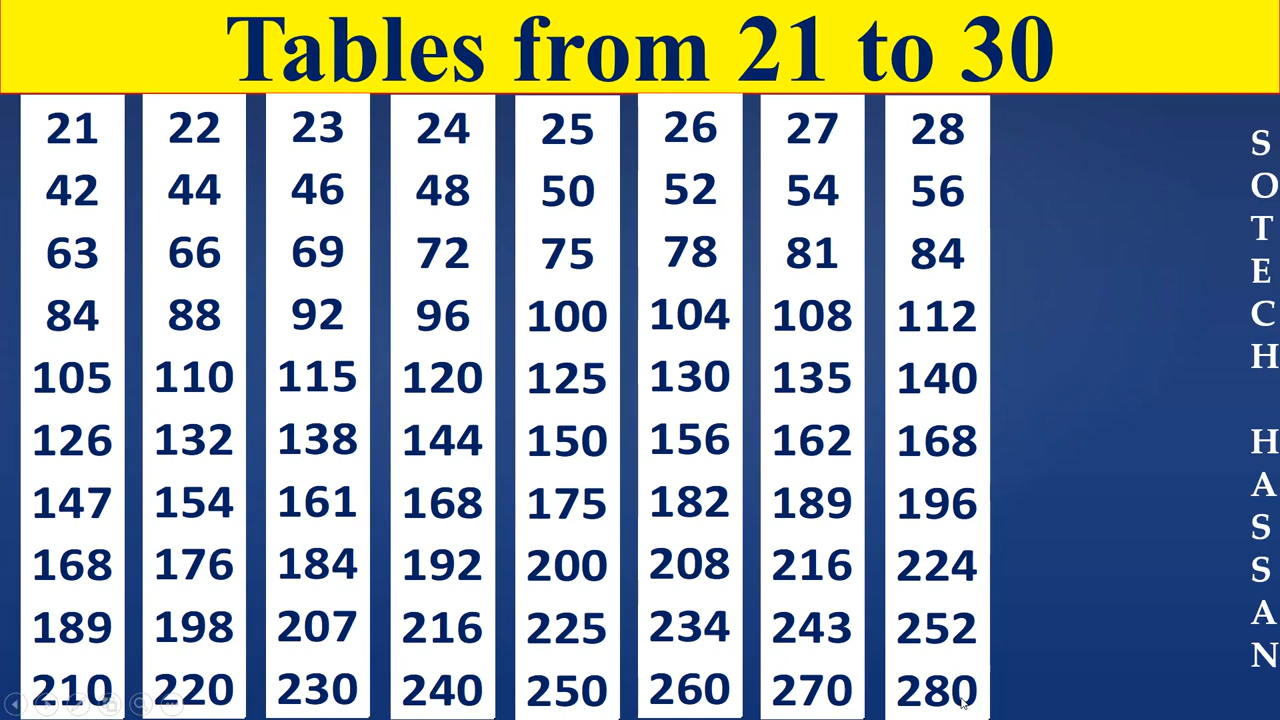 Tables from 21 to 30
21 22 23 24 25 26 27 28
42 44 46 48 50 52 54 56
63 66 69 72 75 78 81 84
84 88 92 96 100 104 108 112
105 110 115 120 125 130 135 140
126 132 138 144 150 156 162 168
147 154 161 168 175 182 189 196
168 176 184 192 200 208 216 224
189 198 207 216 225 234 243 252
210 220 230 240 250 260 270 280
SOTECH HASSAN